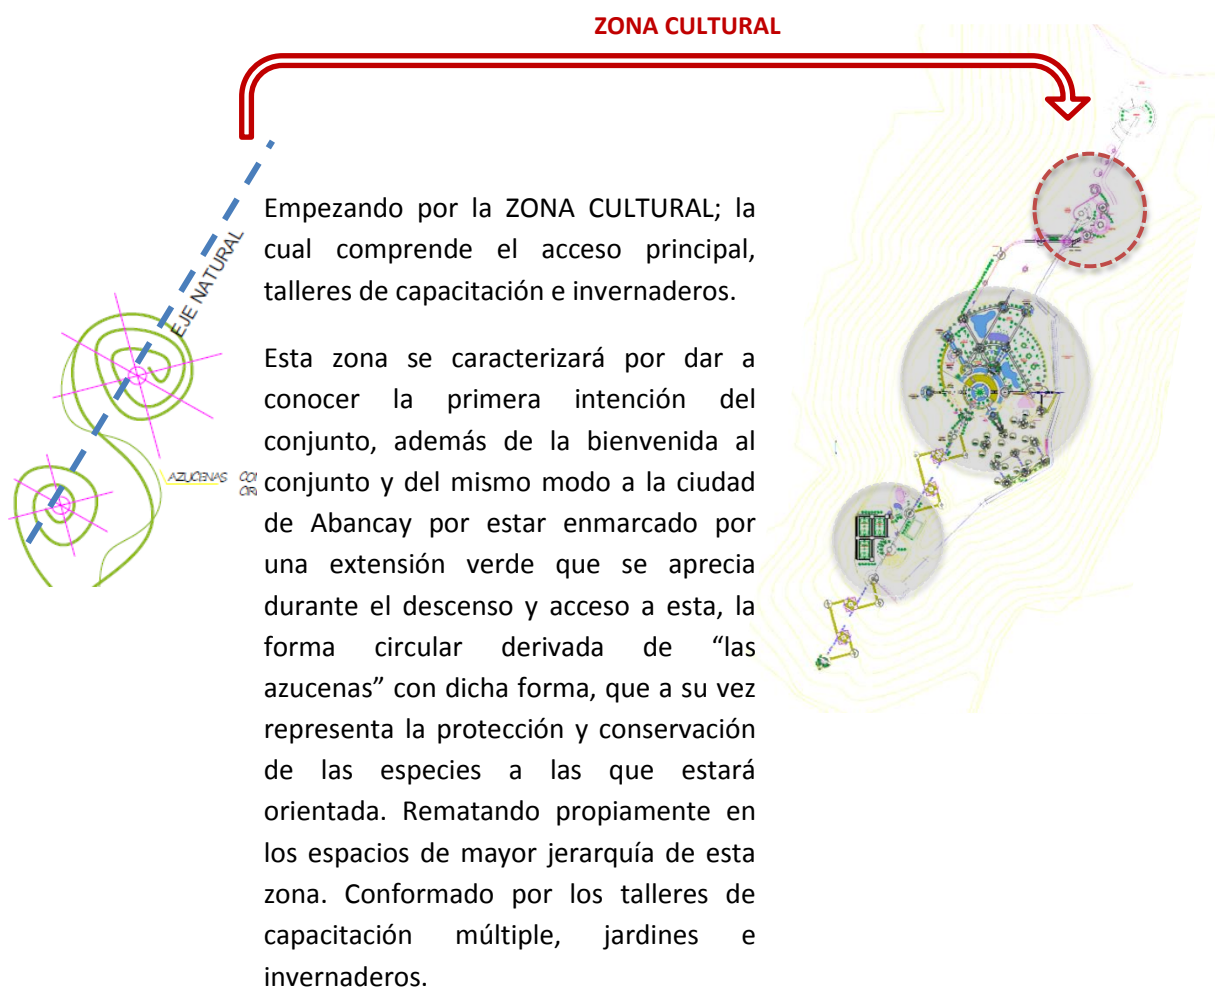 ZONA CULTURAL
EJE NATURAL
AZUCENAS
Empezando por la ZONA CULTURAL; la
cual comprende el acceso principal,
talleres de capacitación e invernaderos.
Esta zona se caracterizará por dar a
conocer la primera intención del
conjunto, además de la bienvenida al
conjunto y del mismo modo a la ciudad
de Abancay por estar enmarcado por
una extensión verde que se aprecia
durante el descenso y acceso a esta, la
forma circular derivada de “las
azucenas” con dicha forma, que a su vez
representa la protección y conservación
de las especies a las que estará
orientada. Rematando propiamente en
los espacios de mayor jerarquía de esta
zona. Conformado por los talleres de
capacitación múltiple, jardines e
invernaderos.